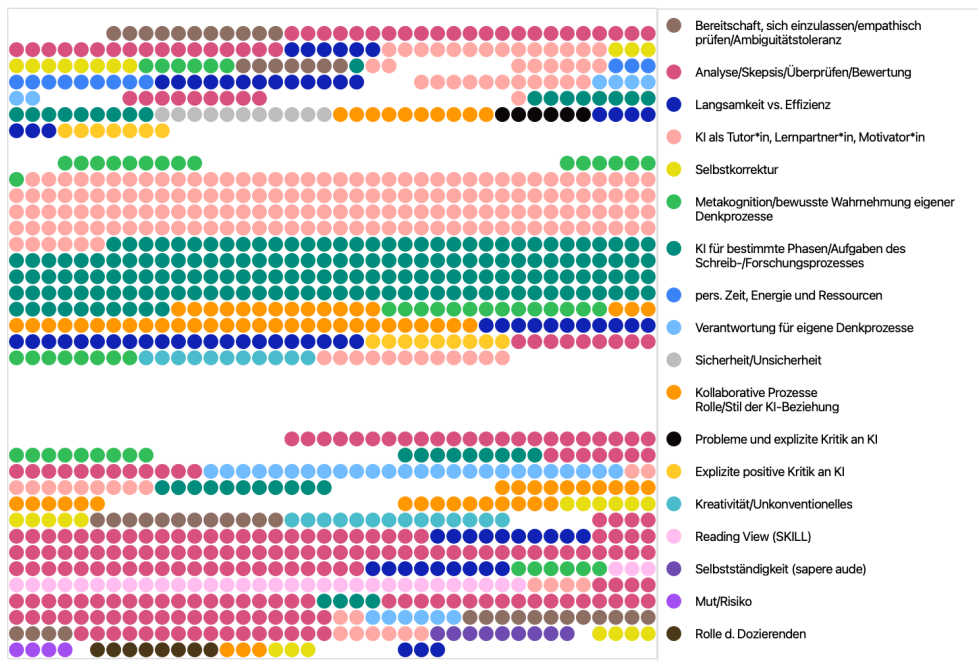 Bereitschaft, sich einzulassen/empathisch
prüfen/Ambiguitätstoleranz
Analyse/Skepsis/Überprüfen/Bewertung
Langsamkeit vs. Effizienz
KI als Tutor*in, Lernpartner*in, Motivator*in
Selbstkorrektur
Metakognition/bewusste Wahrnehmung eigener
Denkprozesse
KI für bestimmte Phasen/Aufgaben des
Schreib-/Forschungsprozesses
pers. Zeit, Energie und Ressourcen
Verantwortung für eigene Denkprozesse
Sicherheit/Unsicherheit
Kollaborative Prozesse
Rolle/Stil der KI-Beziehung
Probleme und explizite Kritik an KI
Explizite positive Kritik an KI
Kreativität/Unkonventionelles
Reading View (SKILL)
Selbstständigkeit (sapere aude)
Mut/Risiko
Rolle d. Dozierenden